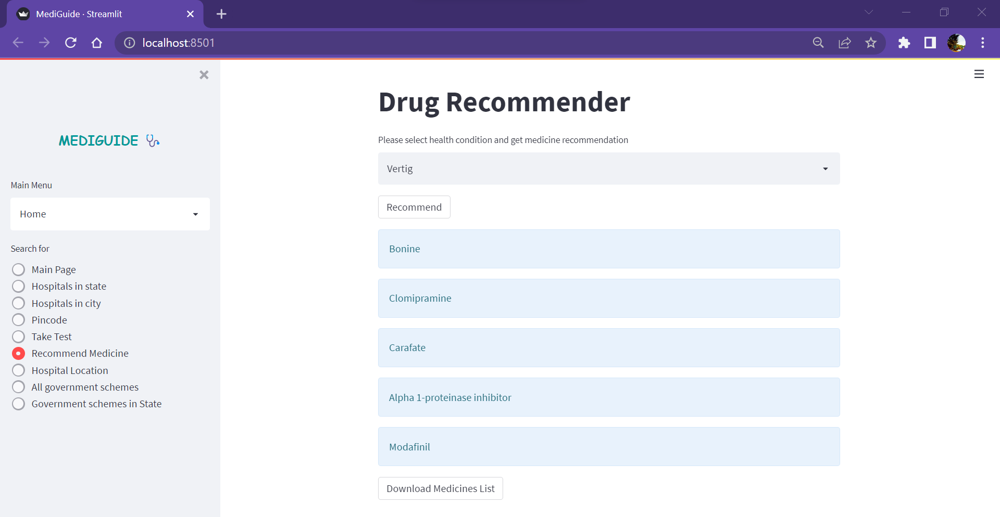 MediGuide · Streamlit
localhost:8501
MEDIGUIDE
Main Menu
Home
Search for
Main Page
Hospitals in state
Hospitals in city
Pincode
Take Test
Recommend Medicine
Hospital Location
All government schemes
Government schemes in State
Drug Recommender
Please select health condition and get medicine recommendation
Vertig
Recommend
Bonine
Clomipramine
Carafate
Alpha 1-proteinase inhibitor
Modafinil
Download Medicines List